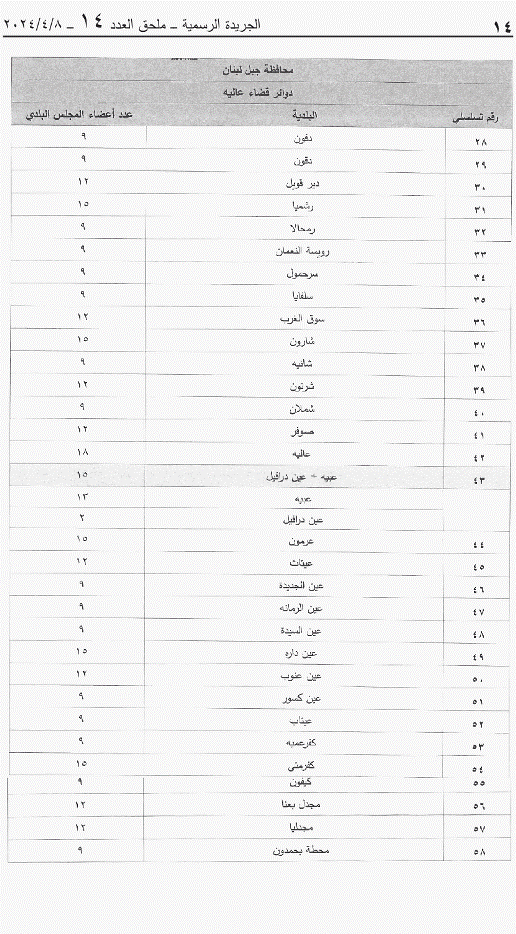 ١٤ الجريدة الرسمية – ملحق العدد ١٤ – ٢٠٢٤/٤/٨
محافظة جبل لبنان
دوائر قضاء عاليه
رقم تسلسلي البلدية عدد أعضاء المجلس البلدي
٢٨ دفون ٩
٢٩ دقون ٩
٣٠ دير قوبل ١٢
٣١ رشميا ١٥
٣٢ رمحالا ٩
٣٣ رويسة النعمان ٩
٣٤ سرحمول ٩
٣٥ سلفايا ٩
٣٦ سوق الغرب ١٢
٣٧ شارون ١٥
٣٨ شانيه ٩
٣٩ شرتون ١٢
٤٠ شملان ٩
٤١ صوفر ١٢
٤٢ عاليه ١٨
٤٣ عبيه - عين درافيل ١٥
عبيه ١٣
عين درافيل ٢
٤٤ عرمون ١٥
٤٥ عيتات ١٢
٤٦ عين الجديدة ٩
٤٧ عين الرمانه ٩
٤٨ عين السيدة ٩
٤٩ عين داره ١٥
٥٠ عين عنوب ١٢
٥١ عين كسور ٩
٥٢ عيناب ٩
٥٣ كفرعميه ٩
٥٤ كفرمتى ١٥
٥٥ كيفون ٩
٥٦ مجدل بعنا ١٢
٥٧ مجدليا ١٢
٥٨ محطة بحمدون ٩